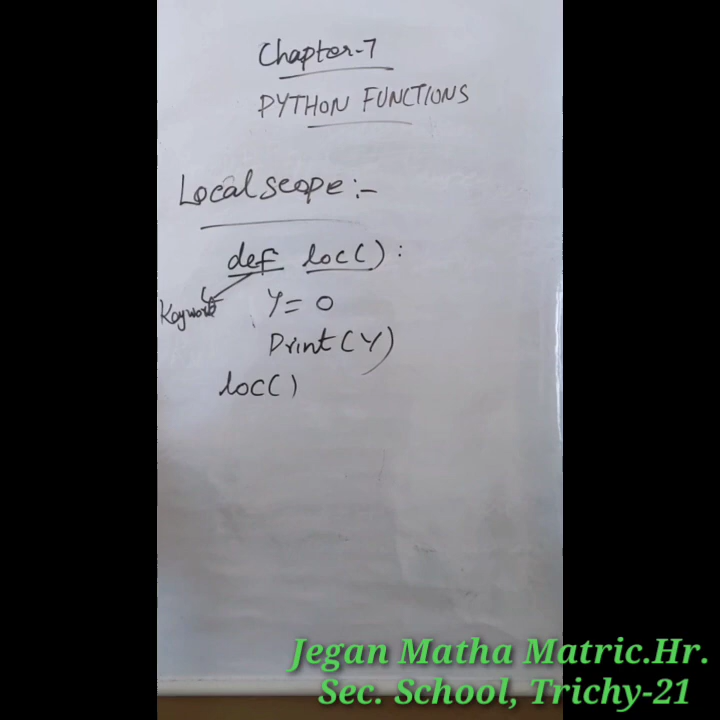 Chapter-7
PYTHON FUNCTIONS
Local scope:-
def loc():
Keyword
Y= 0
Print(Y)
loc()
Jegan Matha Matric.Hr.
Sec. School, Trichy-21